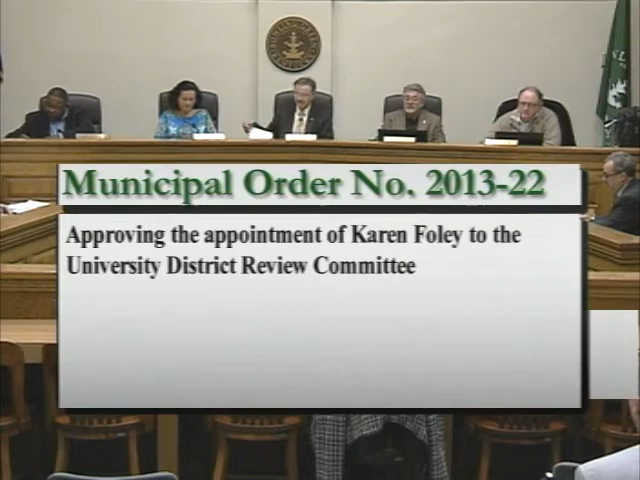 Municipal Order No. 2013-22
Approving the appointment of Karen Foley to the
University District Review Committee